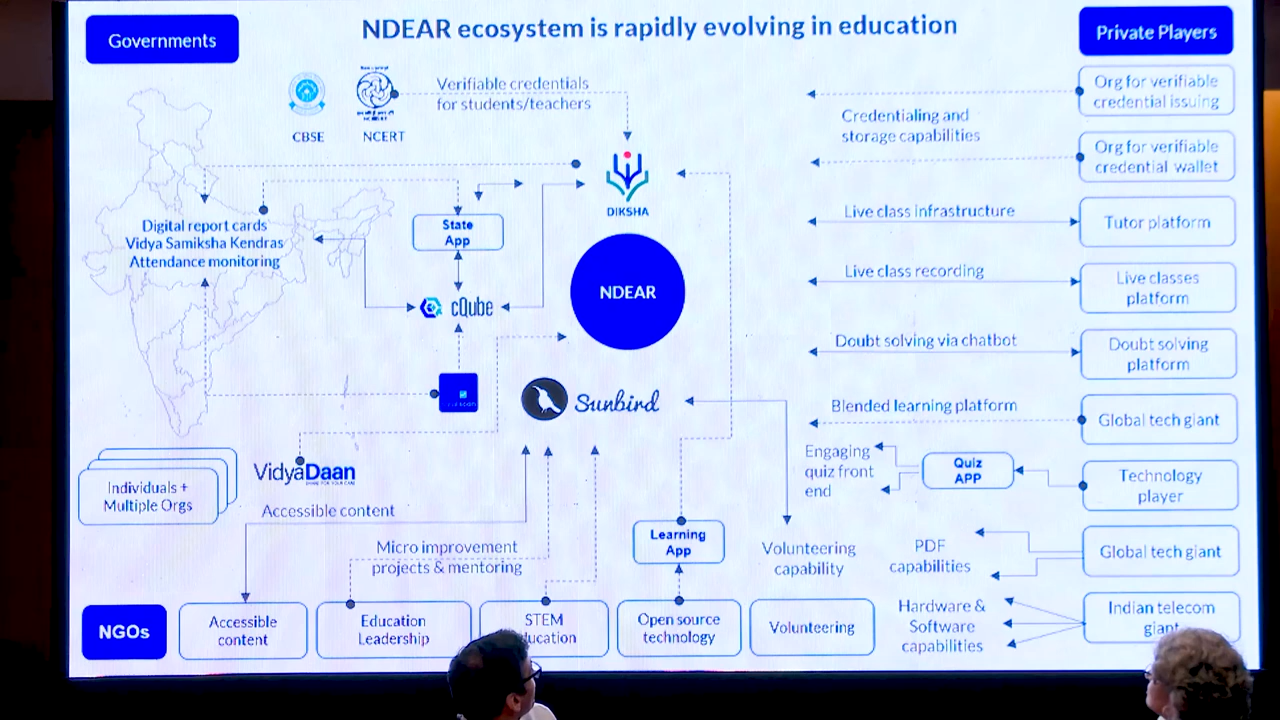 Governments
NDEAR ecosystem is rapidly evolving in education
Private Players
CBSE
NCERT
Verifiable credentials
for students/teachers
Credentialing and
storage capabilities
Org for verifiable
credential issuing
Org for verifiable
credential wallet
DIKSHA
Digital report cards
Vidya Samiksha Kendras
Attendance monitoring
State
App
Live class infrastructure
Tutor platform
cQube
NDEAR
Live class recording
Live classes
platform
Doubt solving via chatbot
Doubt solving
platform
Sunbird
Blended learning platform
Global tech giant
Engaging
quiz front
end
Quiz
APP
Technology
player
Individuals +
Multiple Orgs
VidyaDaan
Accessible content
Micro improvement
projects & mentoring
Learning
App
Volunteering
capability
PDF
capabilities
Global tech giant
NGOs
Accessible
content
Education
Leadership
STEM
Open source
technology
Volunteering
Hardware &
Software
capabilities
Indian telecom
giant